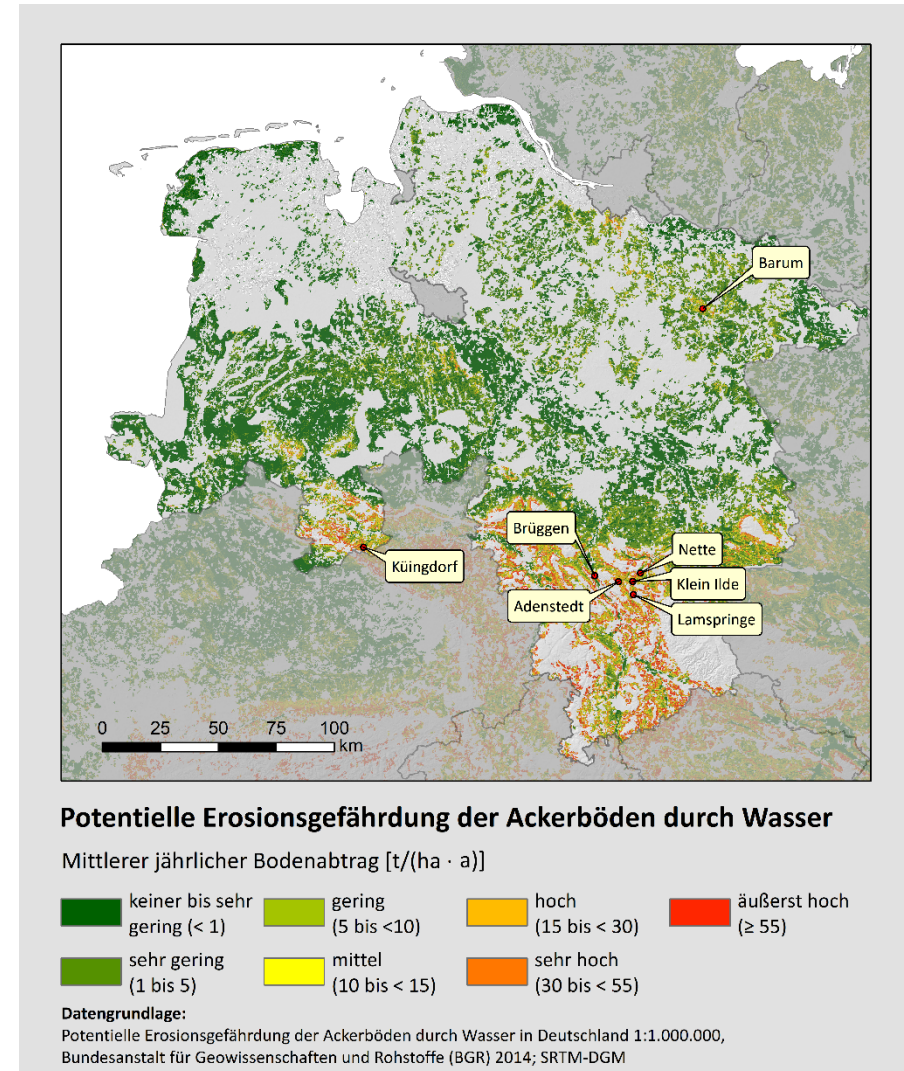 Barum
Brüggen
Nette
Küingdorf
Klein Ilde
Adenstedt
Lamspringe
0 25 50 75 100
km
Potentielle Erosionsgefährdung der Ackerböden durch Wasser
Mittlerer jährlicher Bodenabtrag [t/(ha · a)]
keiner bis sehr
gering (< 1)
gering
(5 bis <10)
hoch
(15 bis < 30)
äußerst hoch
(≥ 55)
sehr gering
(1 bis 5)
mittel
(10 bis < 15)
sehr hoch
(30 bis < 55)
Datengrundlage:
Potentielle Erosionsgefährdung der Ackerböden durch Wasser in Deutschland 1:1.000.000,
Bundesanstalt für Geowissenschaften und Rohstoffe (BGR) 2014; SRTM-DGM